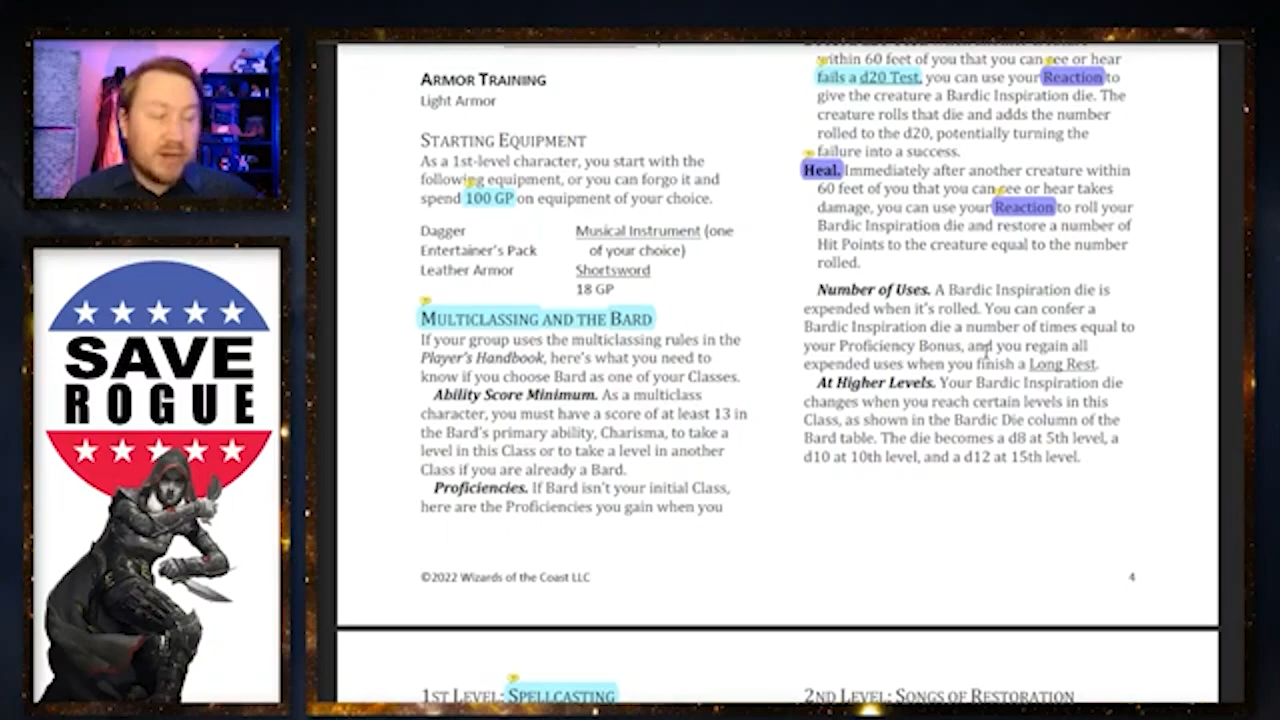 SAVE
ROGUE
ARMOR TRAINING
Light Armor
STARTING EQUIPMENT
As a 1st-level character, you start with the
following equipment, or you can forgo it and
spend 100 GP on equipment of your choice.
Dagger
Entertainer's Pack
Leather Armor
Musical Instrument (one
of your choice)
Shortsword
18 GP
MULTICLASSING AND THE BARD
If your group uses the multiclassing rules in the
Player's Handbook, here's what you need to
know if you choose Bard as one of your Classes.
Ability Score Minimum. As a multiclass
character, you must have a score of at least 13 in
the Bard's primary ability, Charisma, to take a
level in this Class or to take a level in another
Class if you are already a Bard.
Proficiencies. If Bard isn't your initial Class,
here are the Proficiencies you gain when you
within 60 feet of you that you can see or hear
fails a d20 Test, you can use your Reaction to
give the creature a Bardic Inspiration die. The
creature rolls that die and adds the number
rolled to the d20, potentially turning the
failure into a success.
Heal. Immediately after another creature within
60 feet of you that you can see or hear takes
damage, you can use your Reaction to roll your
Bardic Inspiration die and restore a number of
Hit Points to the creature equal to the number
rolled.
Number of Uses. A Bardic Inspiration die is
expended when it's rolled. You can confer a
Bardic Inspiration die a number of times equal to
your Proficiency Bonus, and you regain all
expended uses when you finish a Long Rest.
At Higher Levels. Your Bardic Inspiration die
changes when you reach certain levels in this
Class, as shown in the Bardic Die column of the
Bard table. The die becomes a d8 at 5th level, a
d10 at 10th level, and a d12 at 15th level.
©2022 Wizards of the Coast LLC
4
1ST LEVEL: SPELLCASTING
2ND LEVEL: SONGS OF RESTORATION